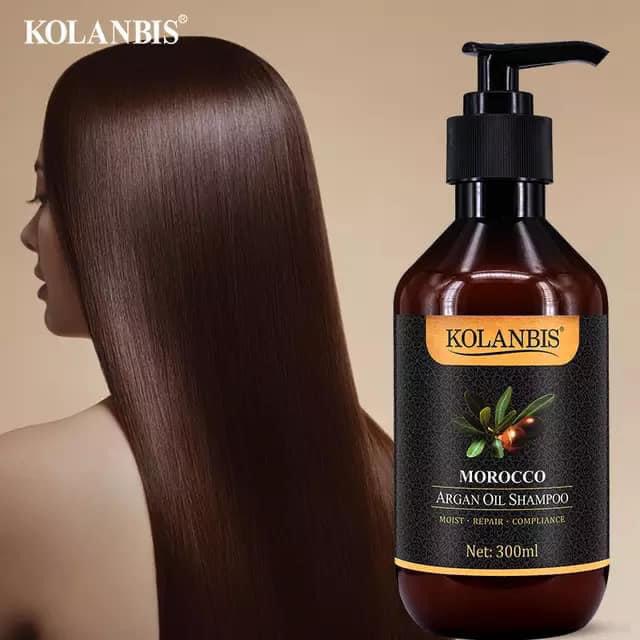 KOLANBIS®
KOLANBIS®
MOROCCO
ARGAN OIL SHAMPOO
MOIST · REPAIR · COMPLIANCE
Net: 300ml